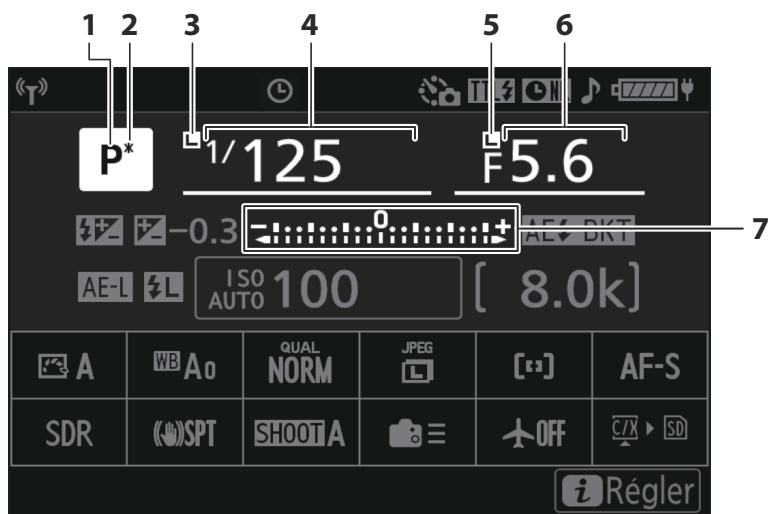 1 2 3 4 5 6
TTL
P* 1/125 F5.6
−0.3 − 0 + AE BKT 7
AE-L L ISO AUTO 100 [ 8.0k]
A WB A0 QUAL NORM JPEG L [ ] AF-S
SDR SPT SHOOT A OFF C/X ▸ SD
i Régler